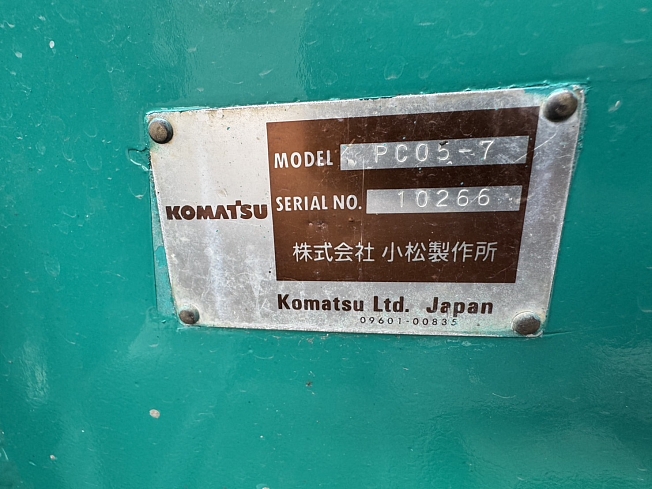 MODEL PC05-7
KOMATSU
SERIAL NO. 10266
株式会社 小松製作所
Komatsu Ltd. Japan
09601-00835